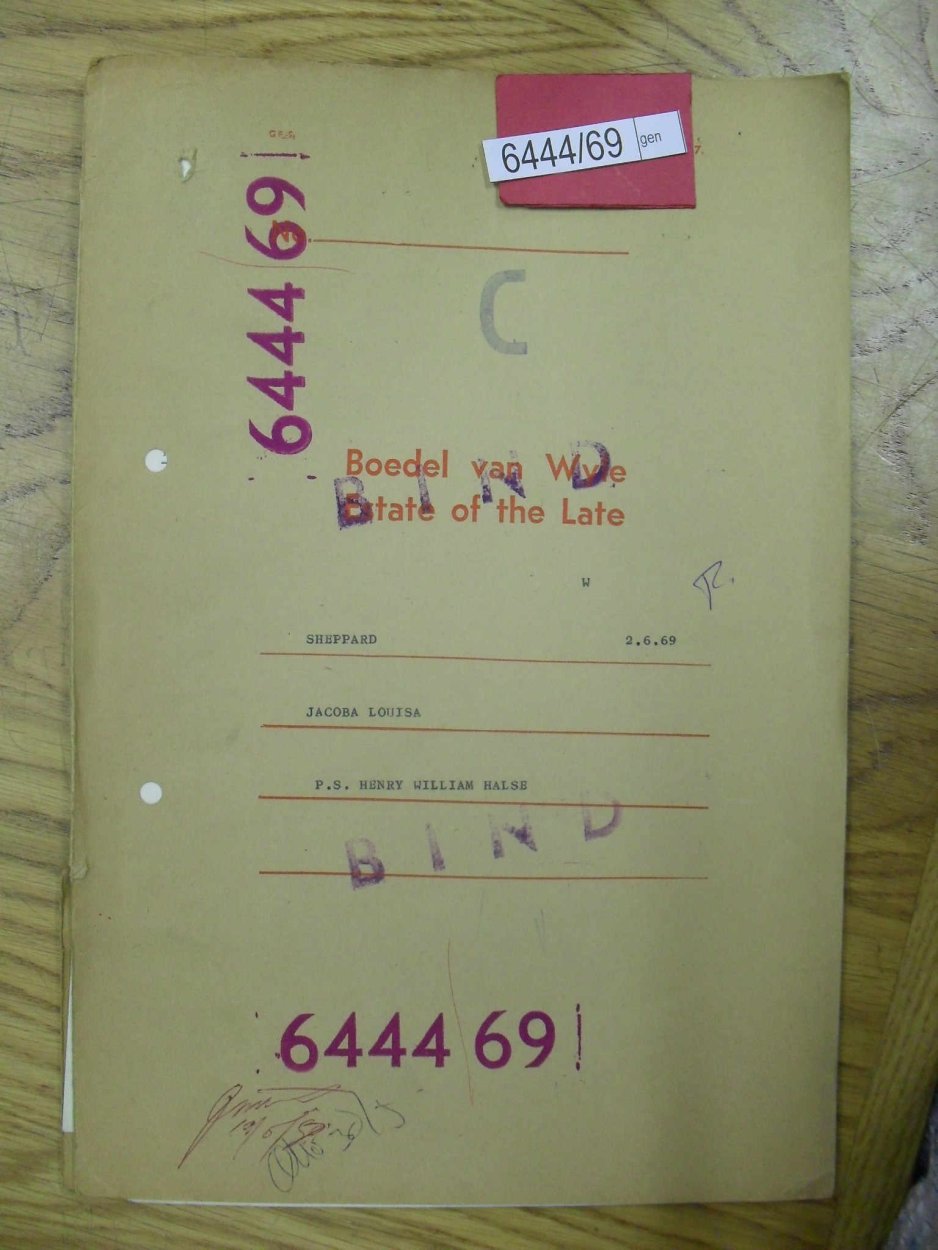 6444/69 gen
No.
6444 69
C
Boedel van Wyle
Estate of the Late
BIND
W
R.
SHEPPARD 2.6.69
JACOBA LOUISA
P.S. HENRY WILLIAM HALSE
BIND
6444 69